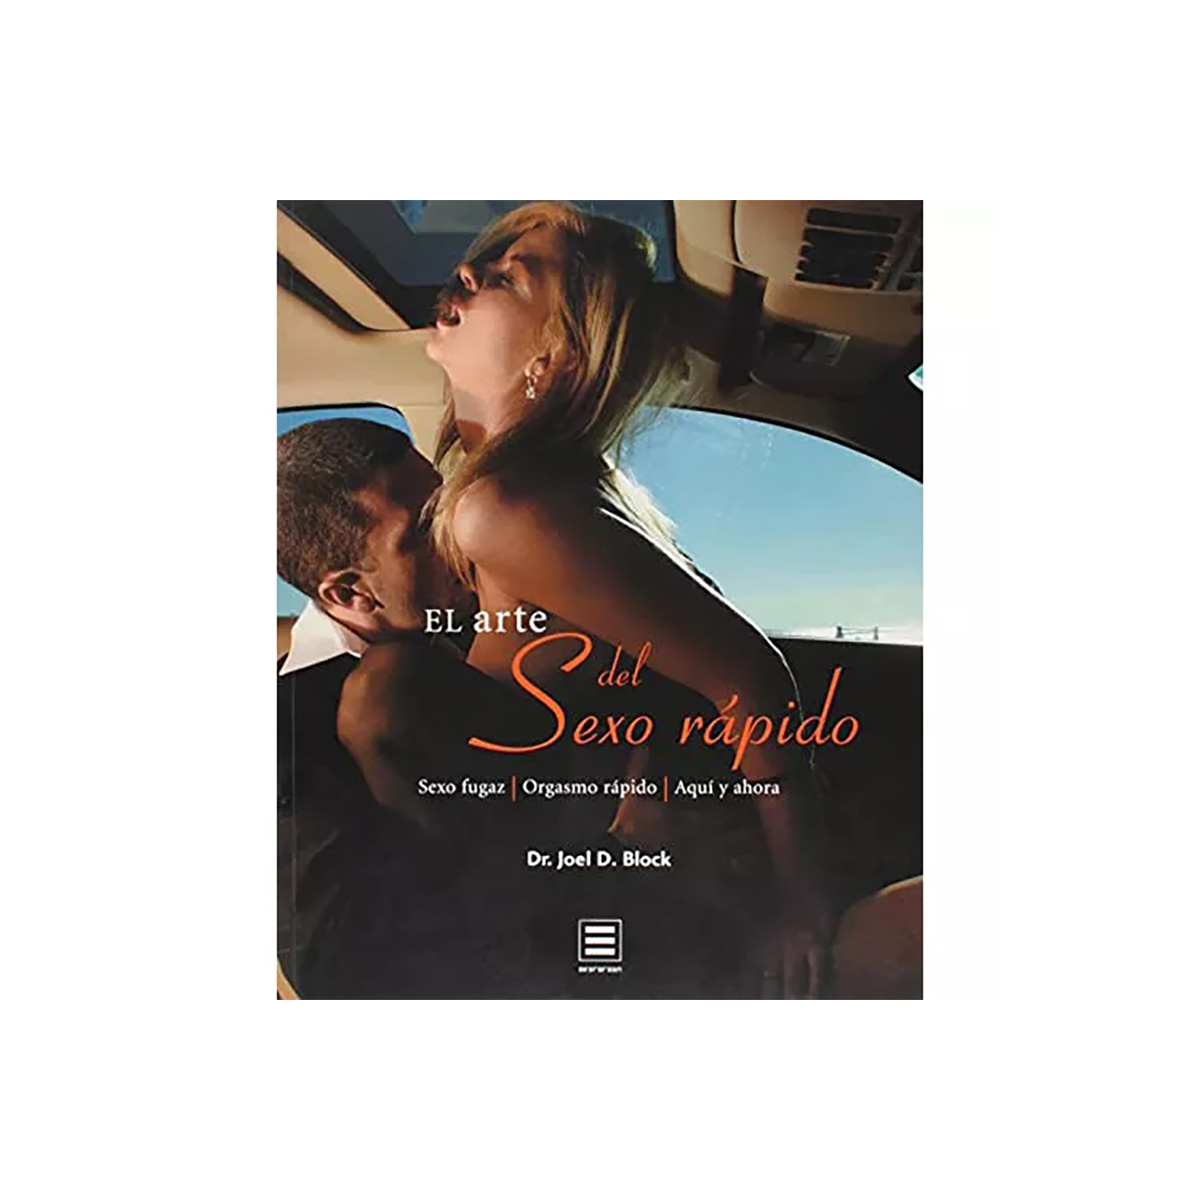 EL arte
del
Sexo rápido
Sexo fugaz | Orgasmo rápido | Aquí y ahora
Dr. Joel D. Block